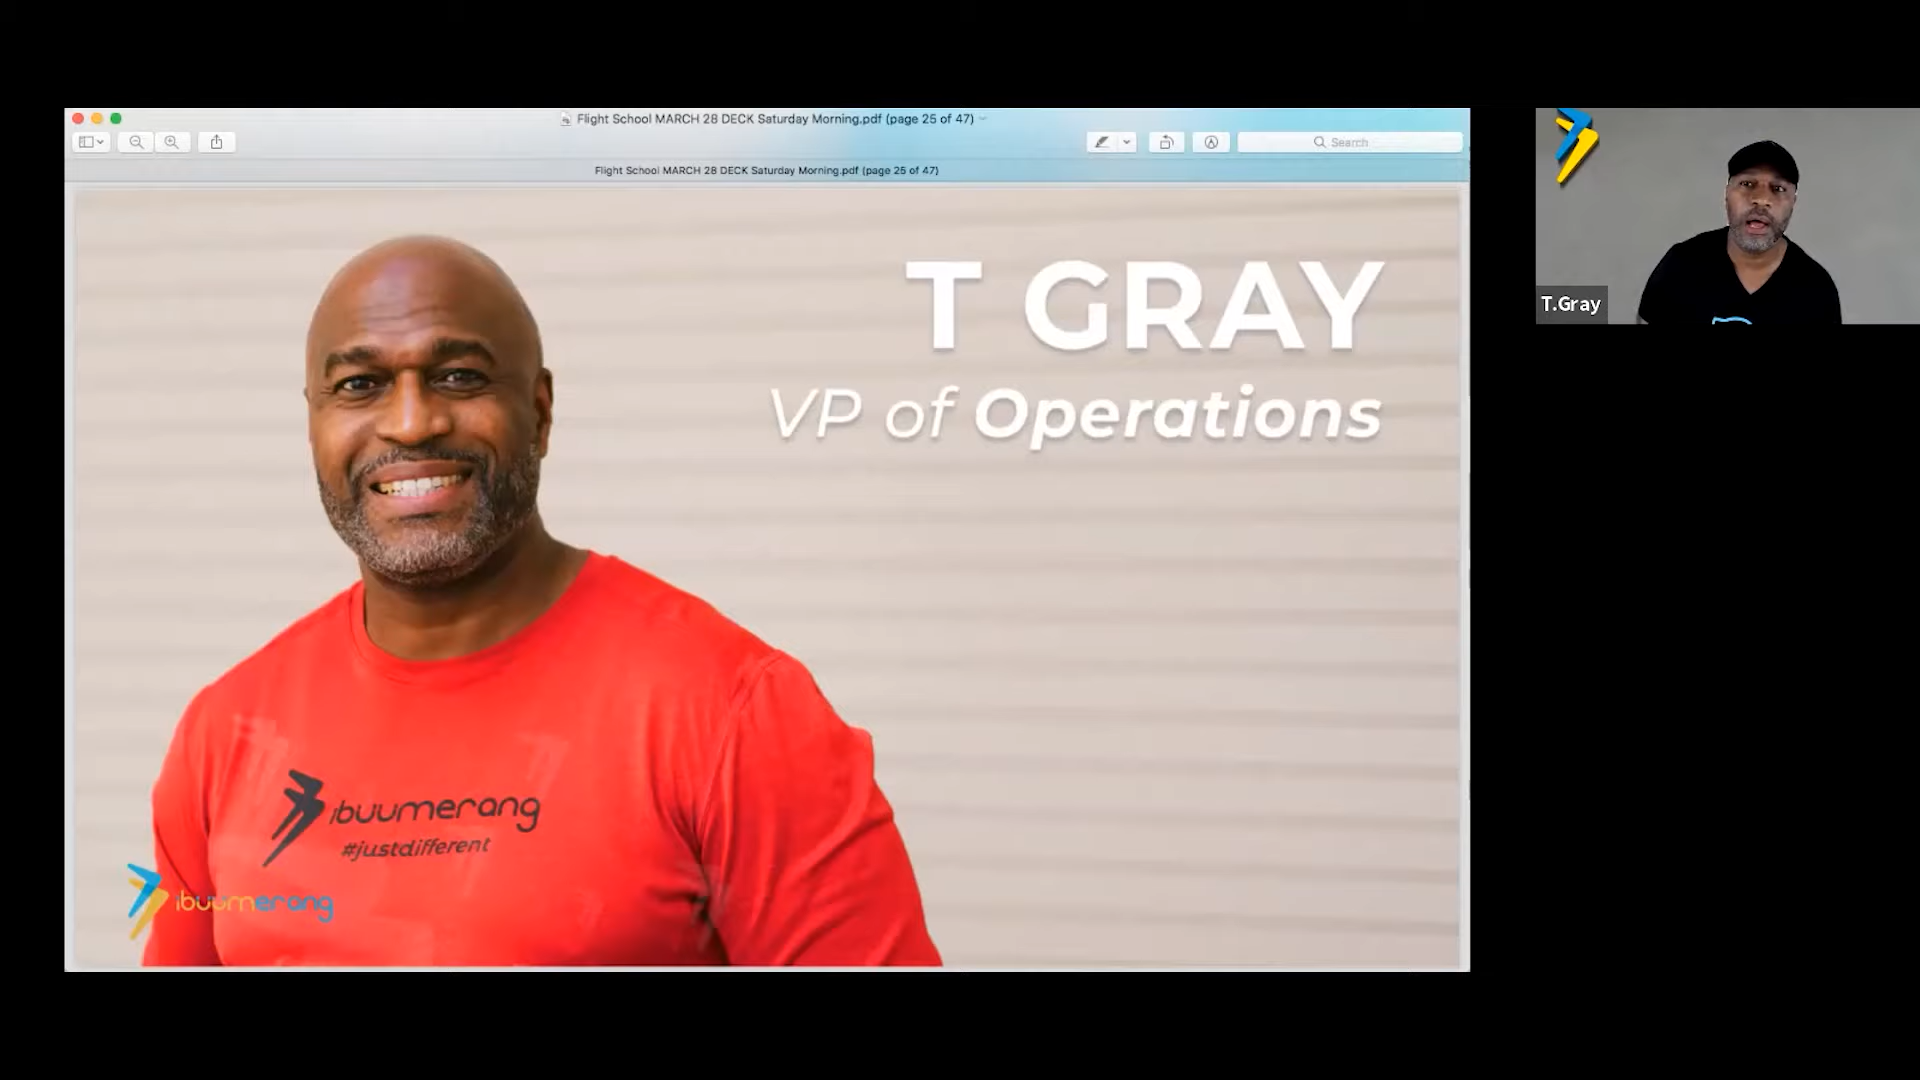 Flight School MARCH 28 DECK Saturday Morning.pdf (page 25 of 47)
Search
Flight School MARCH 28 DECK Saturday Morning.pdf (page 25 of 47)
T GRAY
VP of Operations
ibuumerang
#justdifferent
ibuumerang
T.Gray